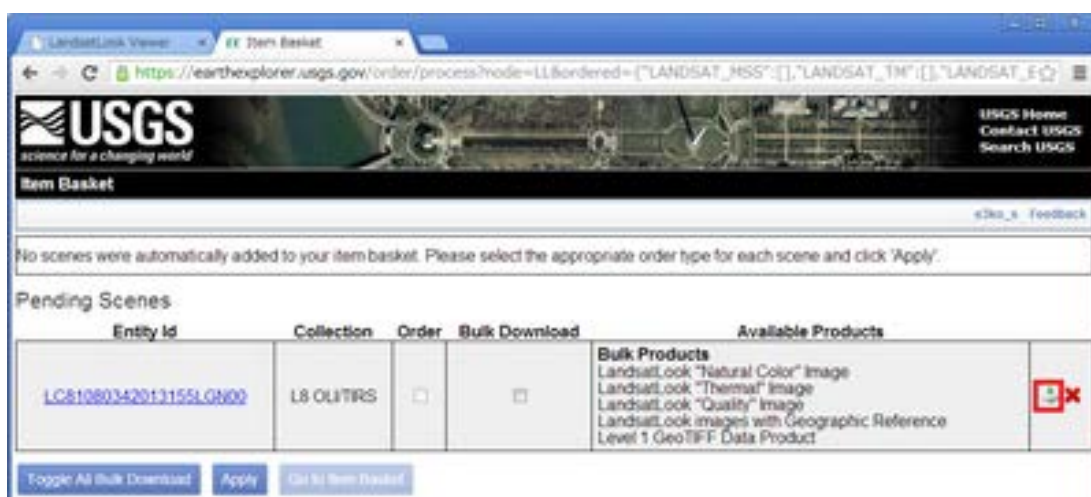 LandsatLook Viewer
EE Item Basket
https://earthexplorer.usgs.gov/order/process?node=LL&ordered={"LANDSAT_MSS":[],"LANDSAT_TM":[],"LANDSAT_E
USGS
science for a changing world
USGS Home
Contact USGS
Search USGS
Item Basket
Feedback
No scenes were automatically added to your item basket. Please select the appropriate order type for each scene and click 'Apply'.
Pending Scenes
Entity Id Collection Order Bulk Download Available Products
Bulk Products
LandsatLook "Natural Color" Image
LandsatLook "Thermal" Image
LC81080342013155LGN00 L8 OLI/TIRS LandsatLook "Quality" Image
LandsatLook images with Geographic Reference
Level 1 GeoTIFF Data Product
Toggle All Bulk Download Apply Go to Item Basket